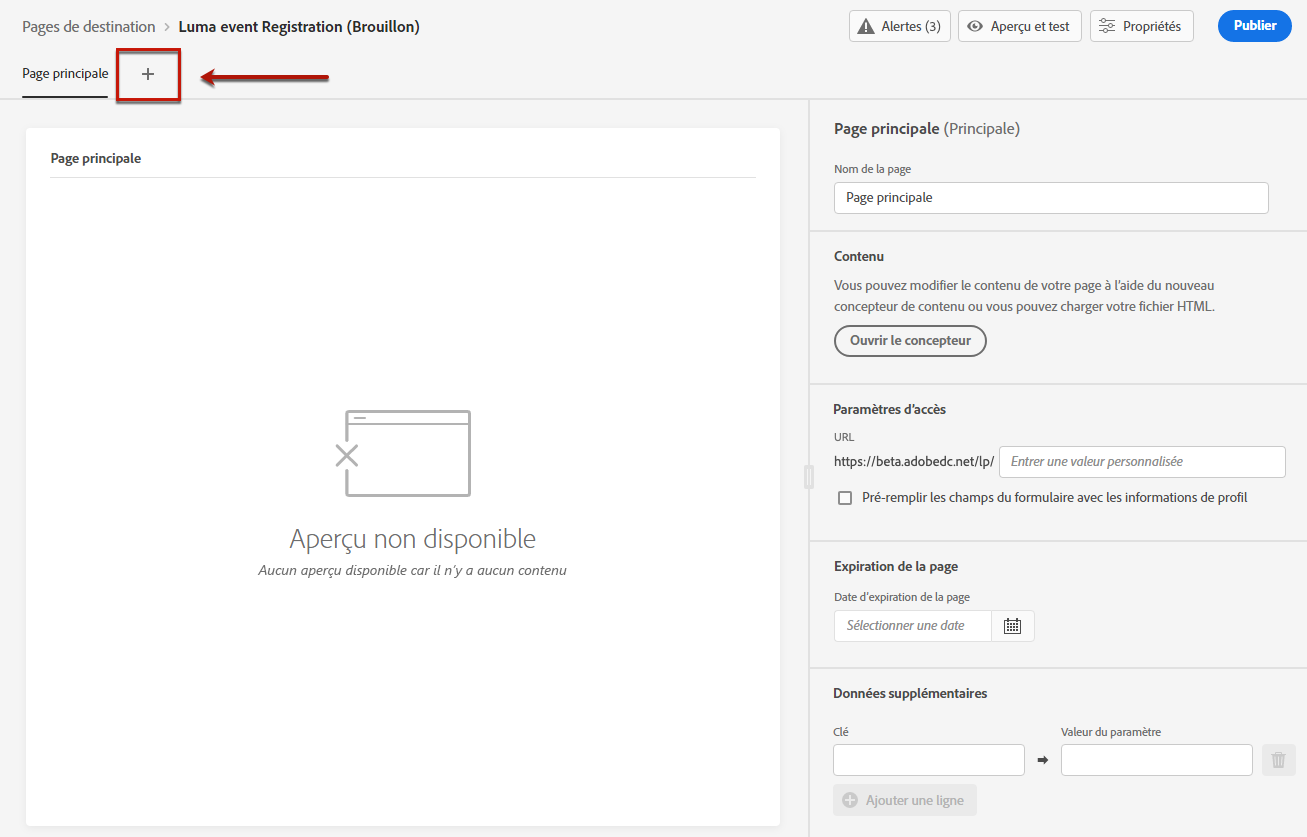 Pages de destination > Luma event Registration (Brouillon)
Alertes (3)
Aperçu et test
Propriétés
Publier
Page principale
+
Page principale
Aperçu non disponible
Aucun aperçu disponible car il n'y a aucun contenu
Page principale (Principale)
Nom de la page
Page principale
Contenu
Vous pouvez modifier le contenu de votre page à l'aide du nouveau
concepteur de contenu ou vous pouvez charger votre fichier HTML.
Ouvrir le concepteur
Paramètres d'accès
URL
https://beta.adobedc.net/lp/
Entrer une valeur personnalisée
Pré-remplir les champs du formulaire avec les informations de profil
Expiration de la page
Date d'expiration de la page
Sélectionner une date
Données supplémentaires
Clé
Valeur du paramètre
Ajouter une ligne